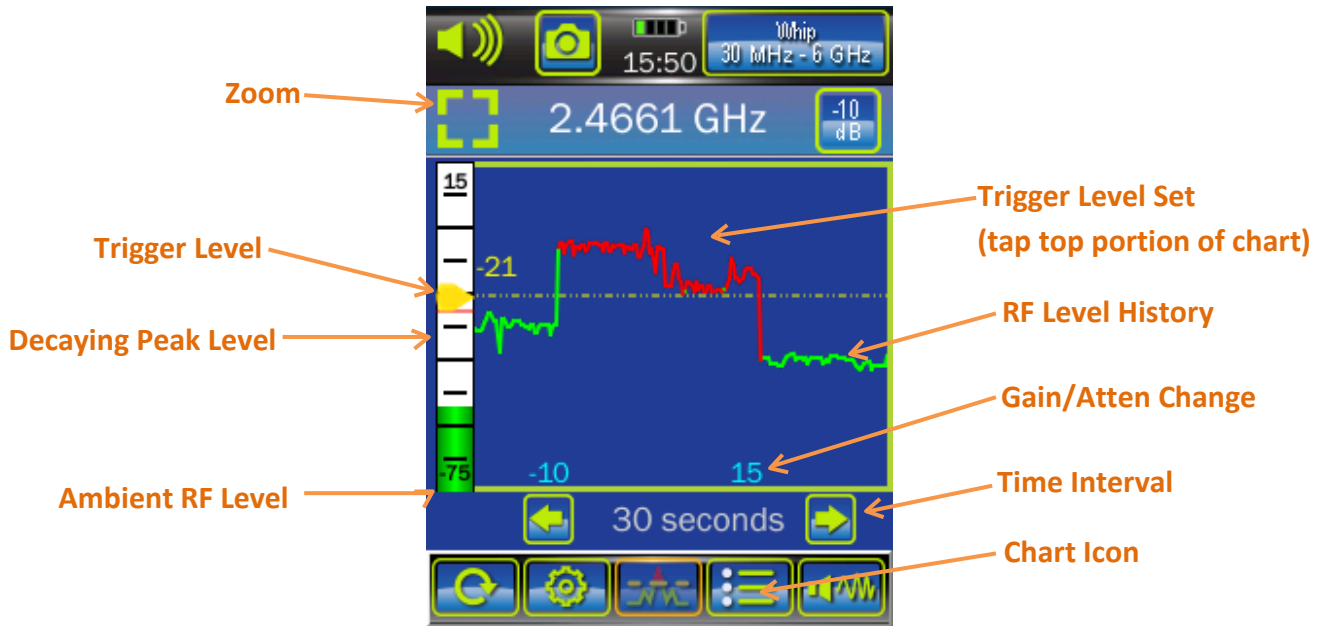 Whip
15:50
30 MHz - 6 GHz
Zoom
2.4661 GHz
-10
dB
15
Trigger Level Set
(tap top portion of chart)
Trigger Level
-21
RF Level History
Decaying Peak Level
Gain/Atten Change
-75
-10
15
Time Interval
Ambient RF Level
30 seconds
Chart Icon